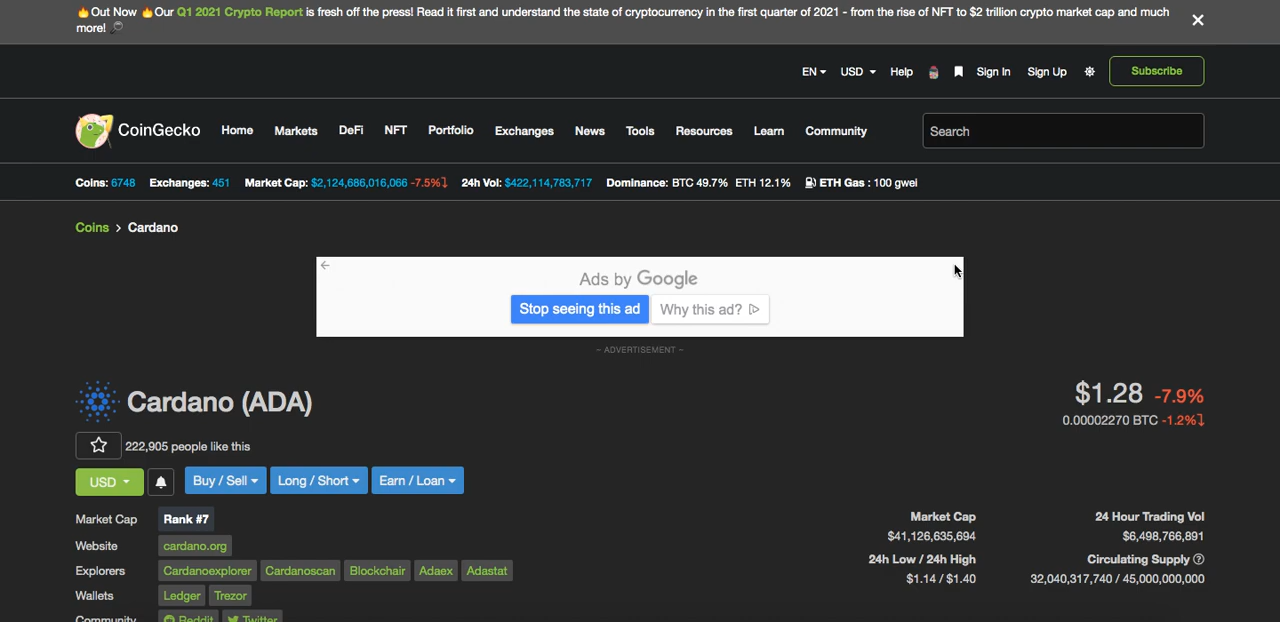 🔥Out Now 🔥Our Q1 2021 Crypto Report is fresh off the press! Read it first and understand the state of cryptocurrency in the first quarter of 2021 - from the rise of NFT to $2 trillion crypto market cap and much
more! 🔎
EN USD Help Sign In Sign Up Subscribe
CoinGecko Home Markets DeFi NFT Portfolio Exchanges News Tools Resources Learn Community Search
Coins: 6748 Exchanges: 451 Market Cap: $2,124,686,016,066 -7.5% 24h Vol: $422,114,783,717 Dominance: BTC 49.7% ETH 12.1% ETH Gas : 100 gwei
Coins > Cardano
Ads by Google
Stop seeing this ad Why this ad?
– ADVERTISEMENT –
Cardano (ADA) $1.28 -7.9%
0.00002270 BTC -1.2%
222,905 people like this
USD Buy / Sell Long / Short Earn / Loan
Market Cap Rank #7 Market Cap 24 Hour Trading Vol
$41,126,635,694 $6,498,766,891
Website cardano.org 24h Low / 24h High Circulating Supply
Explorers Cardanoexplorer Cardanoscan Blockchair Adaex Adastat $1.14 / $1.40 32,040,317,740 / 45,000,000,000
Wallets Ledger Trezor
Community Reddit Twitter